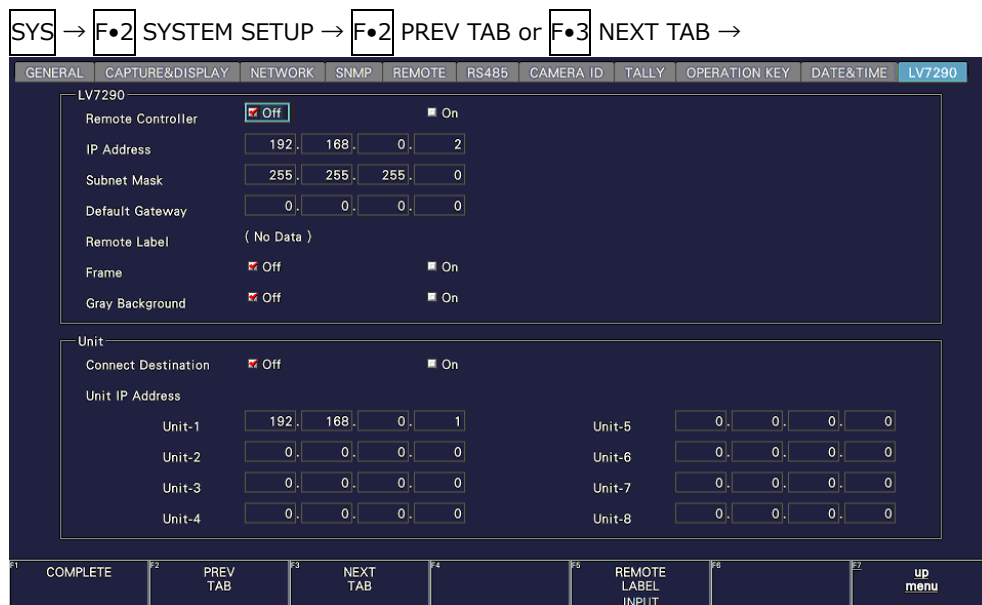 SYS → F•2 SYSTEM SETUP → F•2 PREV TAB or F•3 NEXT TAB →
GENERAL CAPTURE&DISPLAY NETWORK SNMP REMOTE RS485 CAMERA ID TALLY OPERATION KEY DATE&TIME LV7290
LV7290
Remote Controller Off On
IP Address 192. 168. 0. 2
Subnet Mask 255. 255. 255. 0
Default Gateway 0. 0. 0. 0
Remote Label ( No Data )
Frame Off On
Gray Background Off On
Unit
Connect Destination Off On
Unit IP Address
Unit-1 192. 168. 0. 1 Unit-5 0. 0. 0. 0
Unit-2 0. 0. 0. 0 Unit-6 0. 0. 0. 0
Unit-3 0. 0. 0. 0 Unit-7 0. 0. 0. 0
Unit-4 0. 0. 0. 0 Unit-8 0. 0. 0. 0
F1 COMPLETE F2 PREV TAB F3 NEXT TAB F4 F5 REMOTE LABEL INPUT F6 F7 up menu